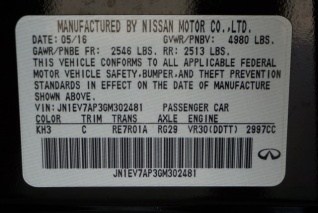 MANUFACTURED BY NISSAN MOTOR CO., LTD.
DATE: 05/16 GVWR/PNBV: 4980 LBS.
GAWR/PNBE FR: 2546 LBS. RR: 2513 LBS.
THIS VEHICLE CONFORMS TO ALL APPLICABLE FEDERAL
MOTOR VEHICLE SAFETY, BUMPER, AND THEFT PREVENTION
STANDARDS IN EFFECT ON THE DATE OF MANUFACTURE
SHOWN ABOVE.
VIN: JN1EV7AP3GM302481 PASSENGER CAR
COLOR TRIM TRANS AXLE ENGINE
KH3 C RE7R01A RG29 VR30(DDTT) 2997CC
JN1EV7AP3GM302481
INFINITI